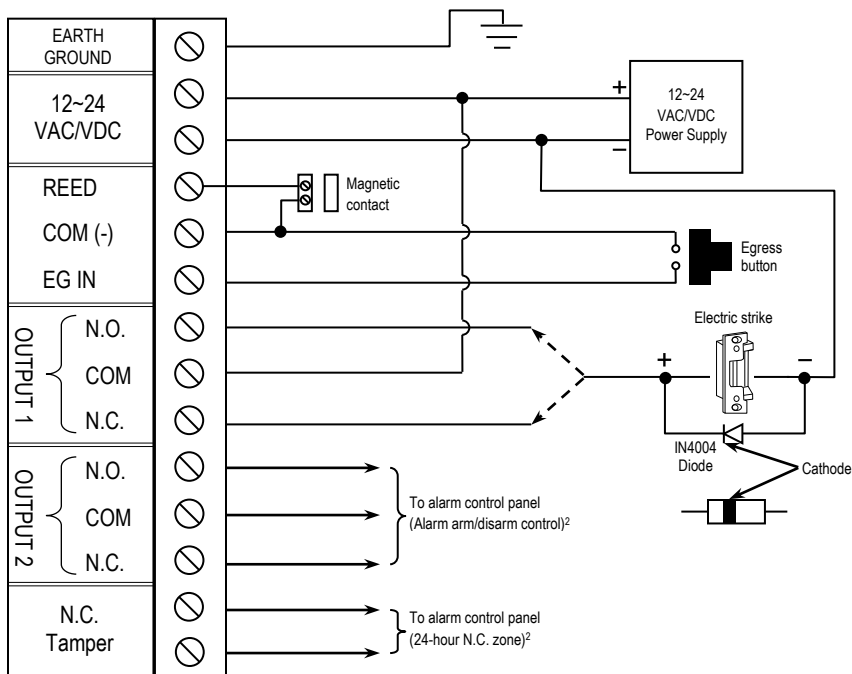 EARTH
GROUND
12~24
VAC/VDC
REED
COM (-)
EG IN
OUTPUT 1
N.O.
COM
N.C.
OUTPUT 2
N.O.
COM
N.C.
N.C.
Tamper
+
−
12~24
VAC/VDC
Power Supply
Magnetic
contact
Egress
button
Electric strike
+
−
IN4004
Diode
Cathode
To alarm control panel
(Alarm arm/disarm control)²
To alarm control panel
(24-hour N.C. zone)²